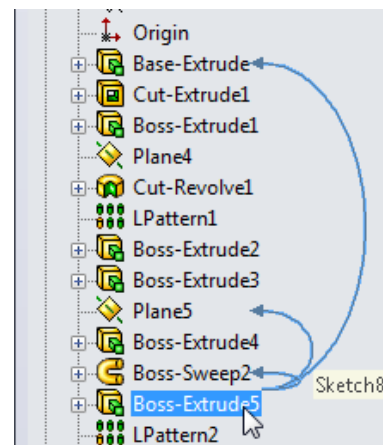 Origin
Base-Extrude
Cut-Extrude1
Boss-Extrude1
Plane4
Cut-Revolve1
LPattern1
Boss-Extrude2
Boss-Extrude3
Plane5
Boss-Extrude4
Boss-Sweep2
Sketch8
Boss-Extrude5
LPattern2